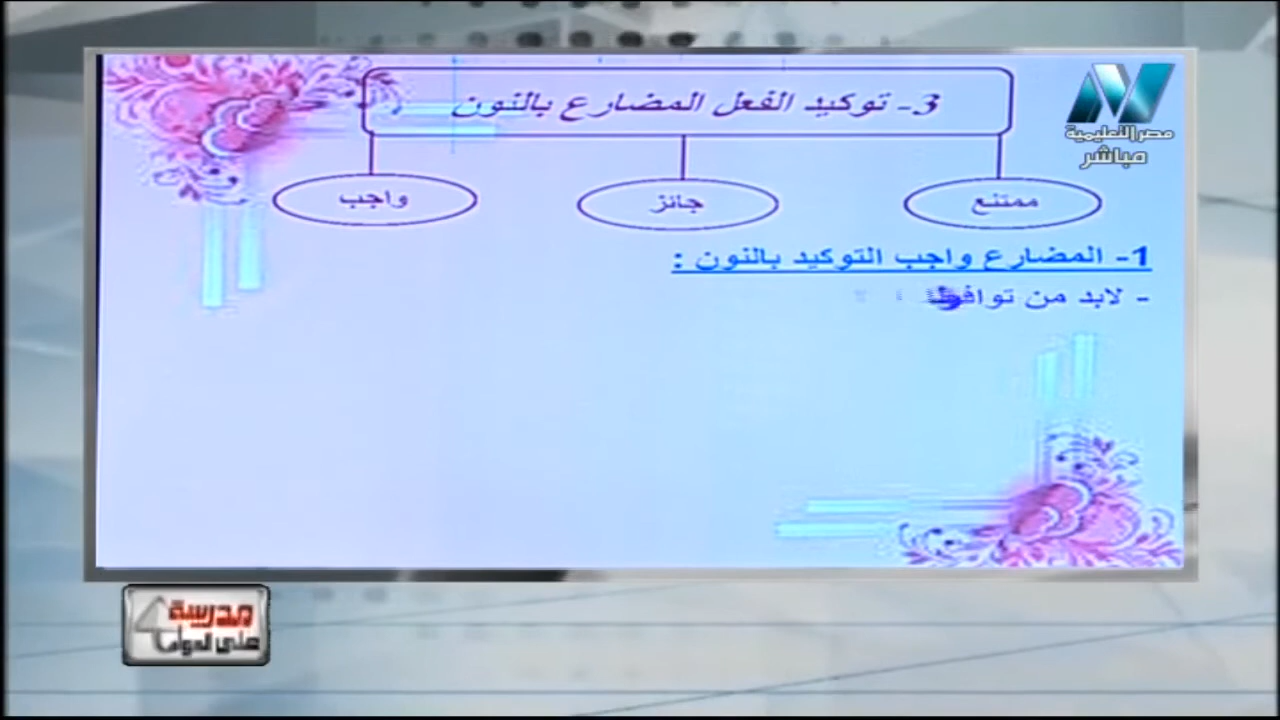 3- توكيد الفعل المضارع بالنون
مصر التعليمية
مباشر
ممتنع جائز واجب
1- المضارع واجب التوكيد بالنون :
- لابد من
مدرسة
على الهواء